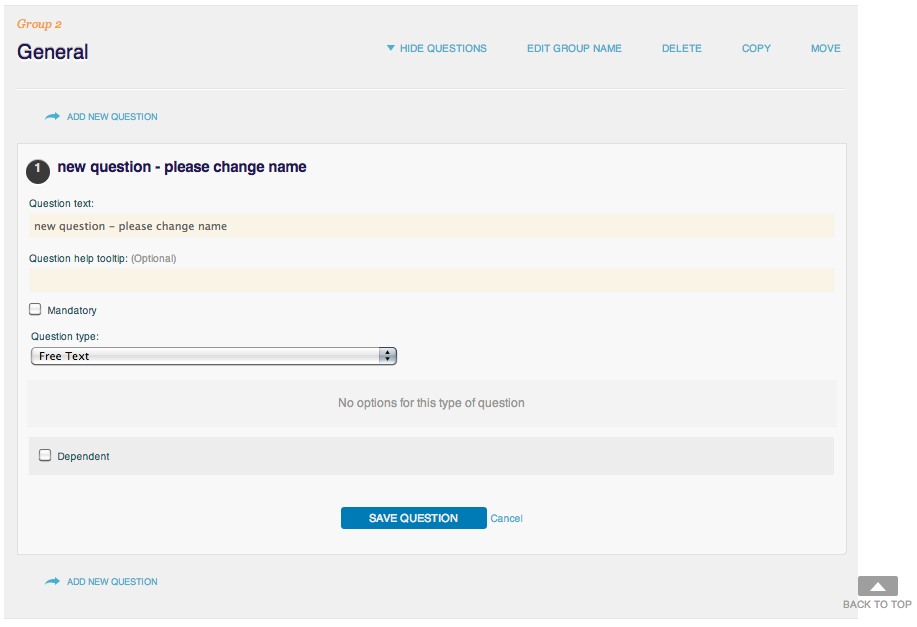 Group 2
General
HIDE QUESTIONS EDIT GROUP NAME DELETE COPY MOVE
ADD NEW QUESTION
1 new question - please change name
Question text:
new question – please change name
Question help tooltip: (Optional)
Mandatory
Question type:
Free Text
No options for this type of question
Dependent
SAVE QUESTION Cancel
ADD NEW QUESTION
BACK TO TOP